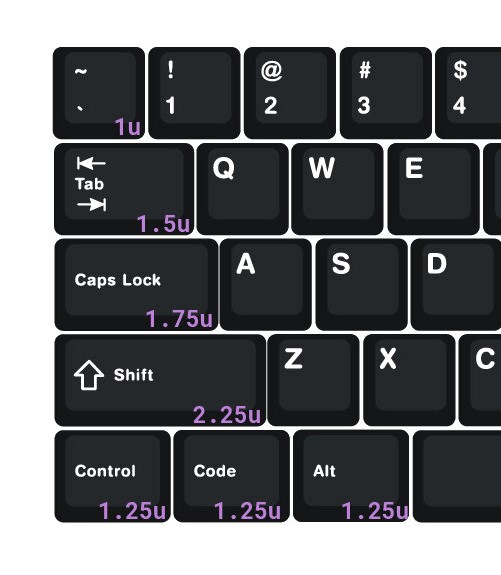 ~ ! @ # $
` 1 2 3 4
1u
Tab Q W E
1.5u
Caps Lock A S D
1.75u
Shift Z X C
2.25u
Control Code Alt
1.25u 1.25u 1.25u